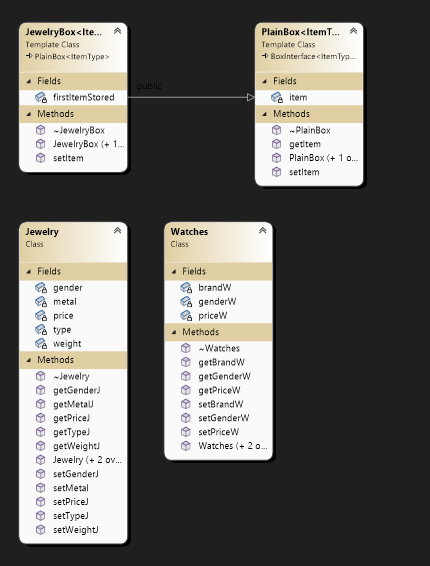 JewelryBox<Ite...
Template Class
PlainBox<ItemType>
Fields
firstItemStored
Methods
~JewelryBox
JewelryBox (+ 1...
setItem
public
PlainBox<ItemT...
Template Class
BoxInterface<ItemTyp...
Fields
item
Methods
~PlainBox
getItem
PlainBox (+ 1 o...
setItem
Jewelry
Class
Fields
gender
metal
price
type
weight
Methods
~Jewelry
getGenderJ
getMetalJ
getPriceJ
getTypeJ
getWeightJ
Jewelry (+ 2 ov...
setGenderJ
setMetal
setPriceJ
setTypeJ
setWeightJ
Watches
Class
Fields
brandW
genderW
priceW
Methods
~Watches
getBrandW
getGenderW
getPriceW
setBrandW
setGenderW
setPriceW
Watches (+ 2 o...